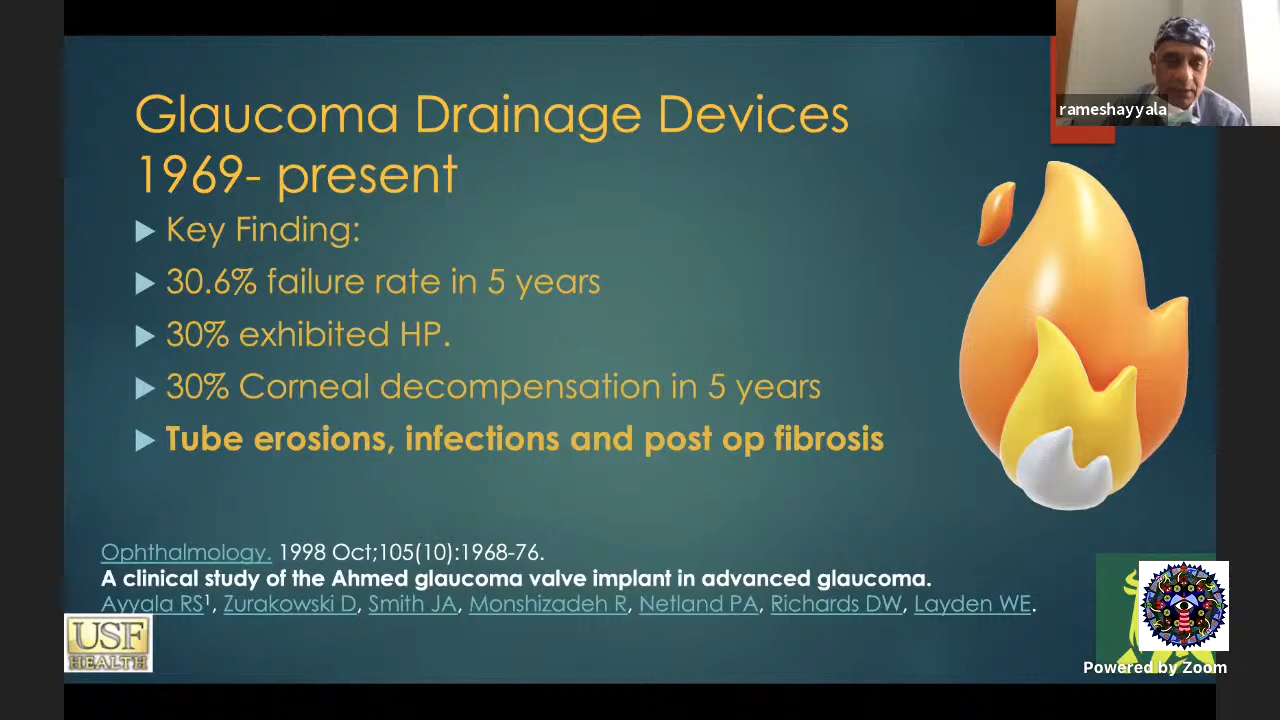 rameshayyala
Glaucoma Drainage Devices
1969- present
Key Finding:
30.6% failure rate in 5 years
30% exhibited HP.
30% Corneal decompensation in 5 years
Tube erosions, infections and post op fibrosis
Ophthalmology. 1998 Oct;105(10):1968-76.
A clinical study of the Ahmed glaucoma valve implant in advanced glaucoma.
Ayyala RS¹, Zurakowski D, Smith JA, Monshizadeh R, Netland PA, Richards DW, Layden WE.
USF
HEALTH
Powered by Zoom